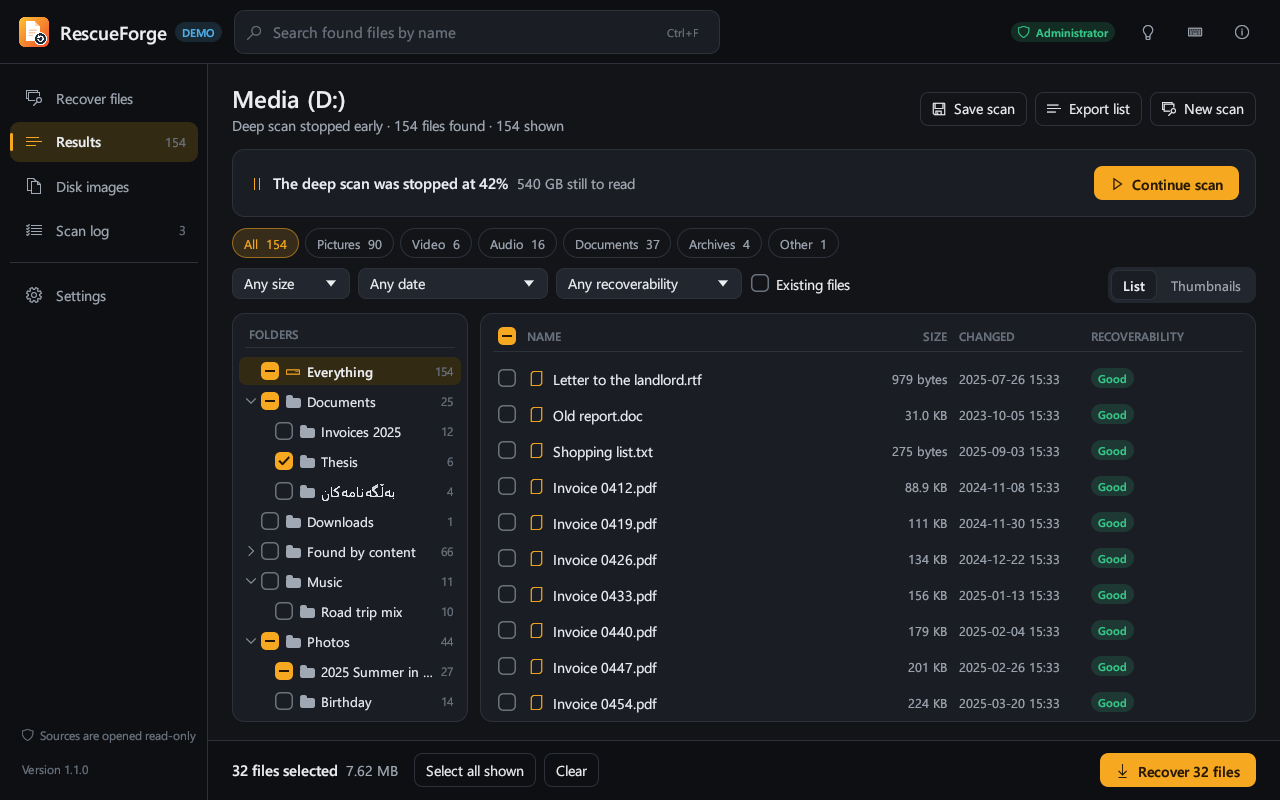 RescueForge DEMO
Search found files by name Ctrl+F
Administrator
Recover files
Results 154
Disk images
Scan log 3
Settings
Sources are opened read-only
Version 1.1.0
Media (D:)
Deep scan stopped early · 154 files found · 154 shown
Save scan
Export list
New scan
The deep scan was stopped at 42% 540 GB still to read
Continue scan
All 154 Pictures 90 Video 6 Audio 16 Documents 37 Archives 4 Other 1
Any size Any date Any recoverability Existing files List Thumbnails
FOLDERS
Everything 154
Documents 25
Invoices 2025 12
Thesis 6
بەڵگەنامەکان 4
Downloads 1
Found by content 66
Music 11
Road trip mix 10
Photos 44
2025 Summer in ... 27
Birthday 14
NAME SIZE CHANGED RECOVERABILITY
Letter to the landlord.rtf 979 bytes 2025-07-26 15:33 Good
Old report.doc 31.0 KB 2023-10-05 15:33 Good
Shopping list.txt 275 bytes 2025-09-03 15:33 Good
Invoice 0412.pdf 88.9 KB 2024-11-08 15:33 Good
Invoice 0419.pdf 111 KB 2024-11-30 15:33 Good
Invoice 0426.pdf 134 KB 2024-12-22 15:33 Good
Invoice 0433.pdf 156 KB 2025-01-13 15:33 Good
Invoice 0440.pdf 179 KB 2025-02-04 15:33 Good
Invoice 0447.pdf 201 KB 2025-02-26 15:33 Good
Invoice 0454.pdf 224 KB 2025-03-20 15:33 Good
32 files selected 7.62 MB Select all shown Clear Recover 32 files